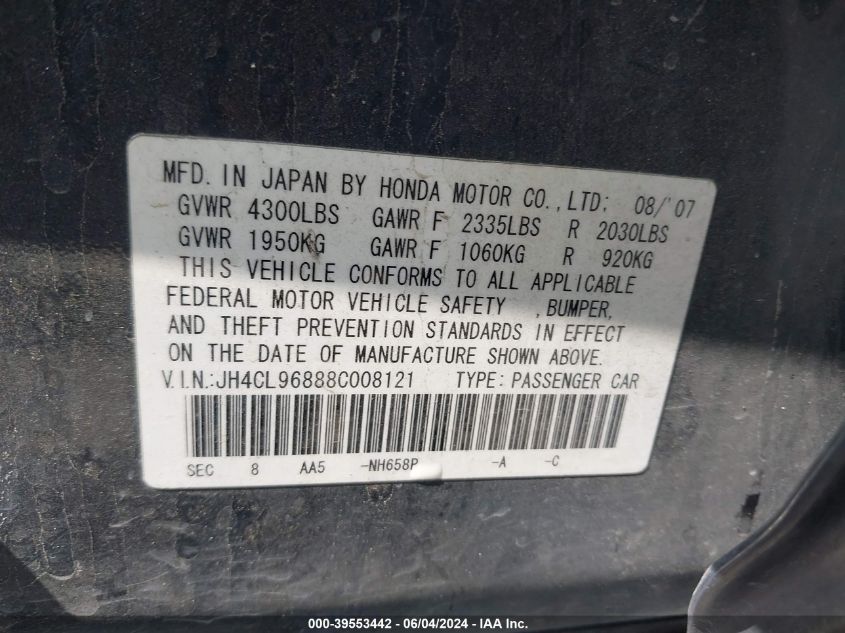 MFD. IN JAPAN BY HONDA MOTOR CO., LTD; 08/'07
GVWR 4300LBS GAWR F 2335LBS R 2030LBS
GVWR 1950KG GAWR F 1060KG R 920KG
THIS VEHICLE CONFORMS TO ALL APPLICABLE
FEDERAL MOTOR VEHICLE SAFETY , BUMPER,
AND THEFT PREVENTION STANDARDS IN EFFECT
ON THE DATE OF MANUFACTURE SHOWN ABOVE.
V.I.N.:JH4CL96888C008121 TYPE: PASSENGER CAR
SEC 8 AA5 -NH658P -A -C
000-39553442 - 06/04/2024 - IAA Inc.